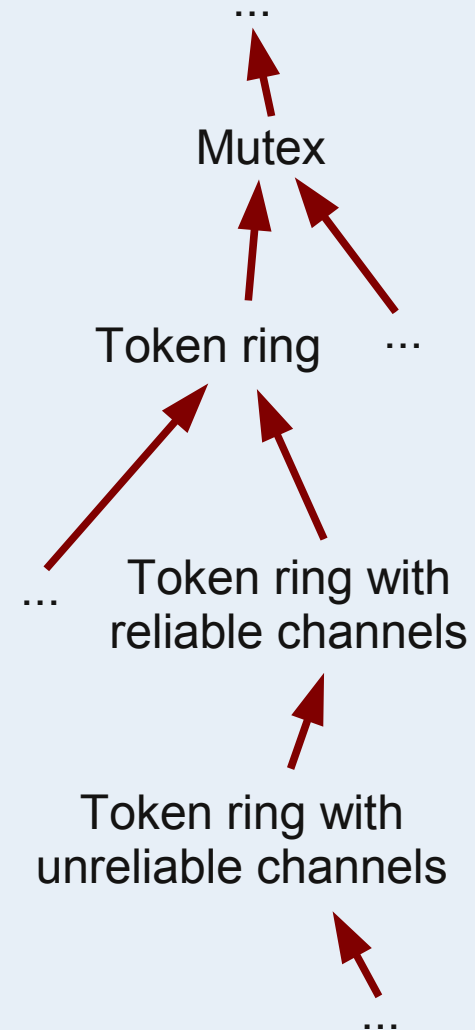 ...
Mutex
Token ring
...
...
Token ring with
reliable channels
Token ring with
unreliable channels
...